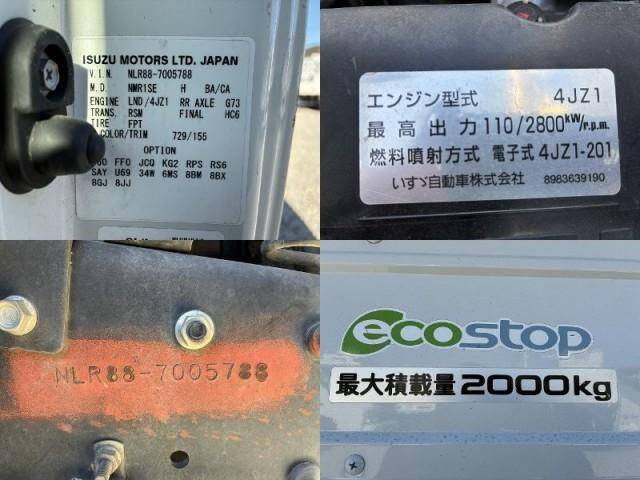 ISUZU MOTORS LTD. JAPAN
V.I.N. NLR88-7005788
M.D. NMR1SE H BA/CA
ENGINE LND/4JZ1 RR AXLE G73
TRANS. RSM FINAL HC6
TIRE FPT
COLOR/TRIM 729/155
OPTION
FFO JCQ KG2 RPS RS6
SAY U69 34W 6MS 8BM 8BX
8GJ 8JJ
エンジン型式 4JZ1
最高出力 110/2800kW/r.p.m.
燃料噴射方式 電子式 4JZ1-201
いすゞ自動車株式会社 8983639190
NLR88-7005788
ecostop
最大積載量 2000kg